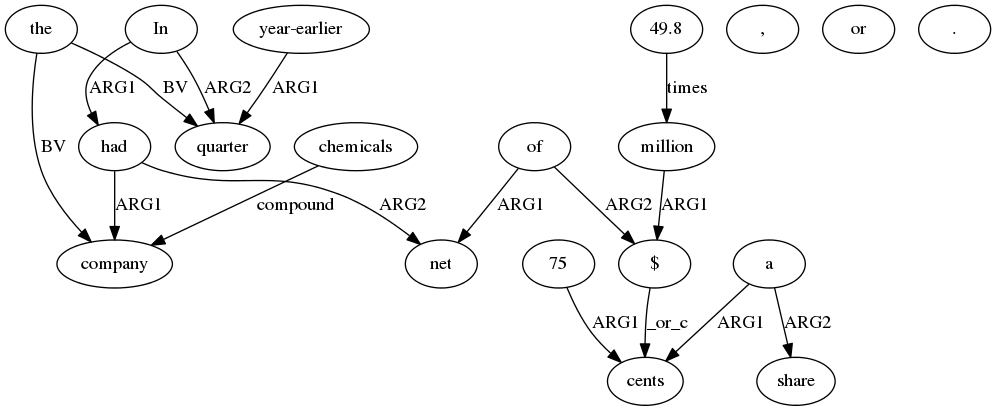 the In year-earlier 49.8 , or .
ARG1 BV ARG2 ARG1 times
had quarter chemicals of million
BV ARG1 compound ARG2 ARG1 ARG2 ARG1
company net 75 $ a
ARG1 _or_c ARG1 ARG2
cents share